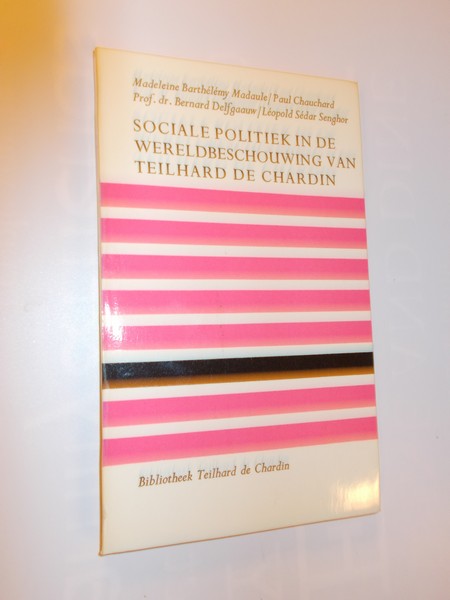 Madeleine Barthélémy Madaule/Paul Chauchard
Prof. dr. Bernard Delfgaauw/Léopold Sédar Senghor
SOCIALE POLITIEK IN DE
WERELDBESCHOUWING VAN
TEILHARD DE CHARDIN
Bibliotheek Teilhard de Chardin